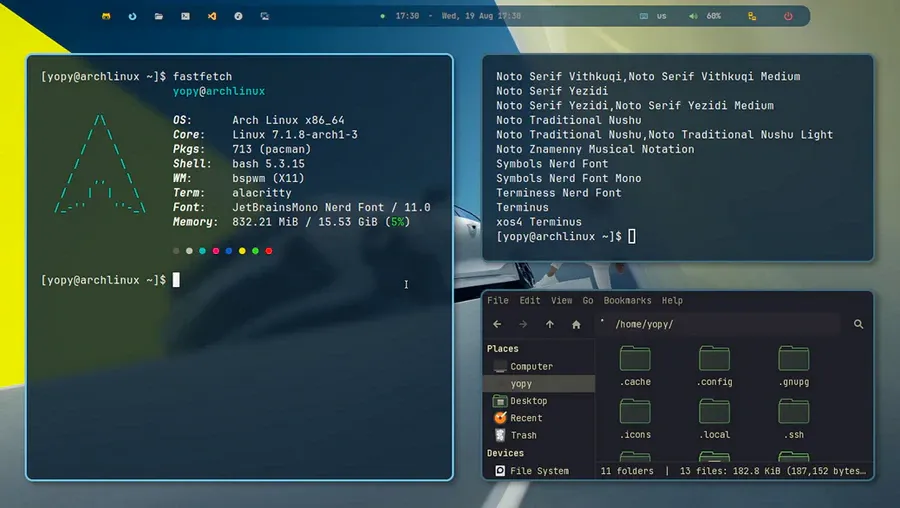 17:30 - Wed, 19 Aug 17:30
us
60%
[yopy@archlinux ~]$ fastfetch
yopy@archlinux
OS: Arch Linux x86_64
Core: Linux 7.1.8-arch1-3
Pkgs: 713 (pacman)
Shell: bash 5.3.15
WM: bspwm (X11)
Term: alacritty
Font: JetBrainsMono Nerd Font / 11.0
Memory: 832.21 MiB / 15.53 GiB (5%)
[yopy@archlinux ~]$
Noto Serif Vithkuqi,Noto Serif Vithkuqi Medium
Noto Serif Yezidi
Noto Serif Yezidi,Noto Serif Yezidi Medium
Noto Traditional Nushu
Noto Traditional Nushu,Noto Traditional Nushu Light
Noto Znamenny Musical Notation
Symbols Nerd Font
Symbols Nerd Font Mono
Terminess Nerd Font
Terminus
xos4 Terminus
[yopy@archlinux ~]$
File Edit View Go Bookmarks Help
/home/yopy/
Places
Computer
yopy
Desktop
Recent
Trash
Devices
File System
.cache .config .gnupg
.icons .local .ssh
11 folders | 13 files: 182.8 KiB (187,152 bytes…